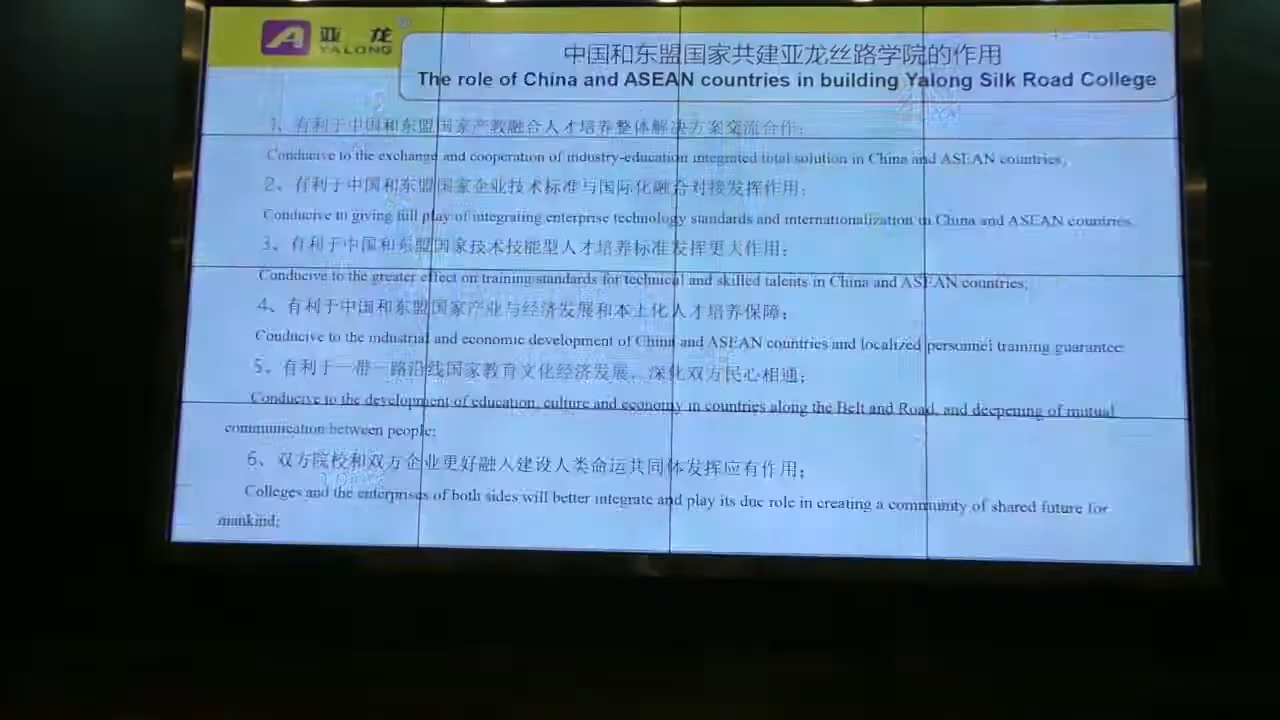 亚龙
YALONG
中国和东盟国家共建亚龙丝路学院的作用
The role of China and ASEAN countries in building Yalong Silk Road College
1、有利于中国和东盟国家产教融合人才培养整体解决方案交流合作;
Conducive to the exchange and cooperation of industry-education integrated total solution in China and ASEAN countries;
2、有利于中国和东盟国家企业技术标准与国际化融合对接发挥作用;
Conducive to giving full play of integrating enterprise technology standards and internationalization in China and ASEAN countries
3、有利于中国和东盟国家技术技能型人才培养标准发挥更大作用;
Conducive to the greater effect on training standards for technical and skilled talents in China and ASEAN countries;
4、有利于中国和东盟国家产业与经济发展和本土化人才培养保障;
Conducive to the industrial and economic development of China and ASEAN countries and localized personnel training guarantee
5、有利于一带一路沿线国家教育文化经济发展、深化双方民心相通;
Conducive to the development of education, culture and economy in countries along the Belt and Road, and deepening of mutual
communication between people;
6、双方院校和双方企业更好融入建设人类命运共同体发挥应有作用;
Colleges and the enterprises of both sides will better integrate and play its due role in creating a community of shared future for
mankind;